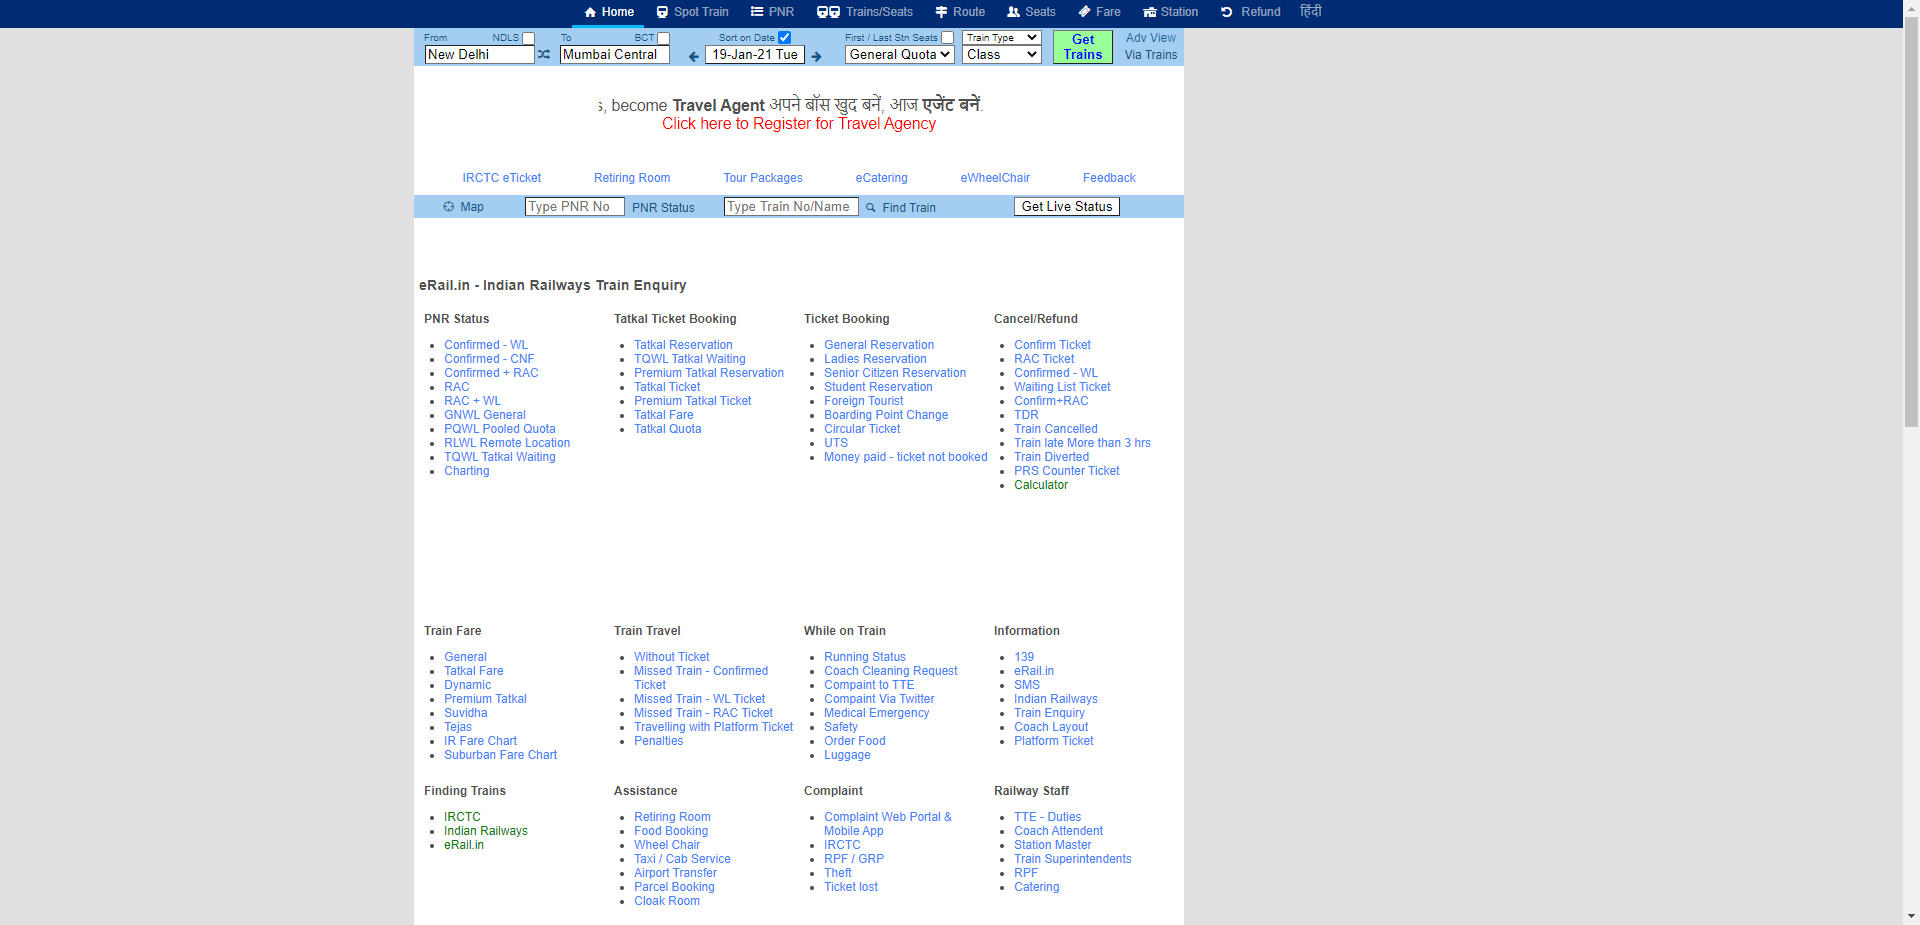 Home Spot Train PNR Trains/Seats Route Seats Fare Station Refund हिंदी
From NDLS To BCT Sort on Date First / Last Stn Seats Train Type Get Trains Adv View
New Delhi Mumbai Central 19-Jan-21 Tue General Quota Class Via Trains
, become Travel Agent अपने बॉस खुद बनें, आज एजेंट बनें.
Click here to Register for Travel Agency
IRCTC eTicket Retiring Room Tour Packages eCatering eWheelChair Feedback
Map Type PNR No PNR Status Type Train No/Name Find Train Get Live Status
eRail.in - Indian Railways Train Enquiry
PNR Status
Confirmed - WL
Confirmed - CNF
Confirmed + RAC
RAC
RAC + WL
GNWL General
PQWL Pooled Quota
RLWL Remote Location
TQWL Tatkal Waiting
Charting
Tatkal Ticket Booking
Tatkal Reservation
TQWL Tatkal Waiting
Premium Tatkal Reservation
Tatkal Ticket
Premium Tatkal Ticket
Tatkal Fare
Tatkal Quota
Ticket Booking
General Reservation
Ladies Reservation
Senior Citizen Reservation
Student Reservation
Foreign Tourist
Boarding Point Change
Circular Ticket
UTS
Money paid - ticket not booked
Cancel/Refund
Confirm Ticket
RAC Ticket
Confirmed - WL
Waiting List Ticket
Confirm+RAC
TDR
Train Cancelled
Train late More than 3 hrs
Train Diverted
PRS Counter Ticket
Calculator
Train Fare
General
Tatkal Fare
Dynamic
Premium Tatkal
Suvidha
Tejas
IR Fare Chart
Suburban Fare Chart
Train Travel
Without Ticket
Missed Train - Confirmed
Ticket
Missed Train - WL Ticket
Missed Train - RAC Ticket
Travelling with Platform Ticket
Penalties
While on Train
Running Status
Coach Cleaning Request
Compaint to TTE
Compaint Via Twitter
Medical Emergency
Safety
Order Food
Luggage
Information
139
eRail.in
SMS
Indian Railways
Train Enquiry
Coach Layout
Platform Ticket
Finding Trains
IRCTC
Indian Railways
eRail.in
Assistance
Retiring Room
Food Booking
Wheel Chair
Taxi / Cab Service
Airport Transfer
Parcel Booking
Cloak Room
Complaint
Complaint Web Portal &
Mobile App
IRCTC
RPF / GRP
Theft
Ticket lost
Railway Staff
TTE - Duties
Coach Attendent
Station Master
Train Superintendents
RPF
Catering